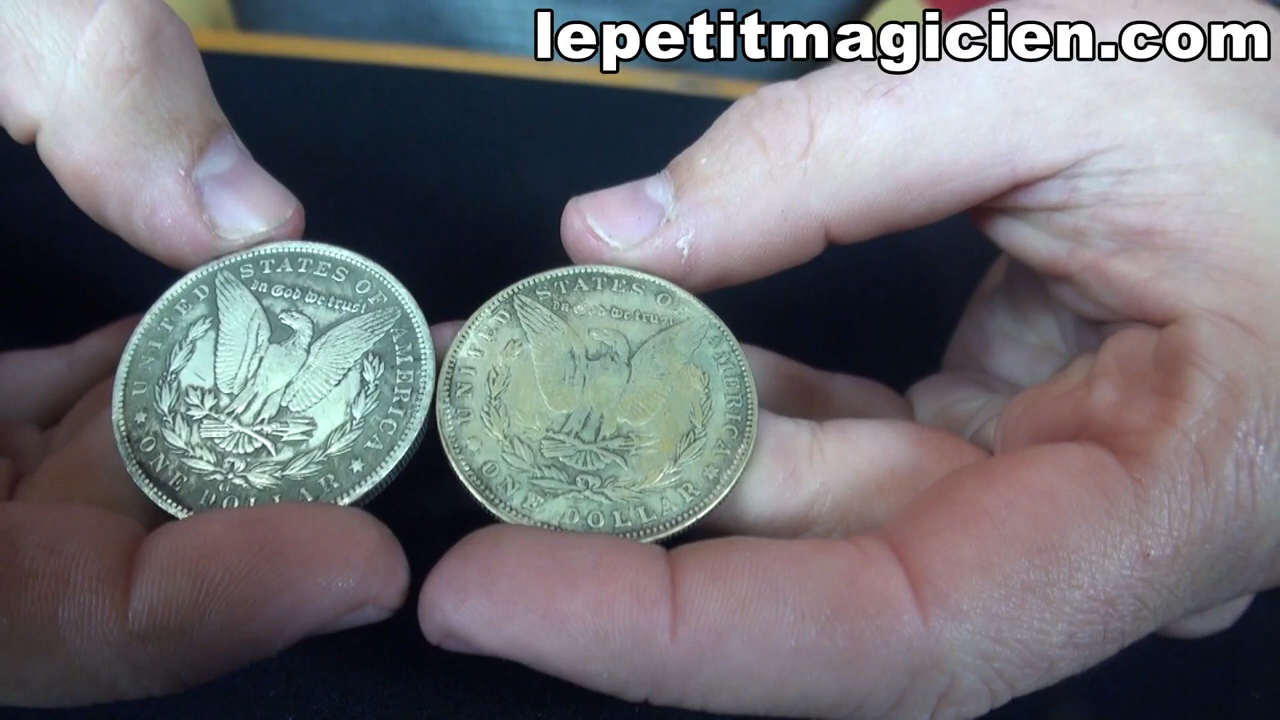 lepetitmagicien.com
UNITED STATES OF AMERICA
In God we trust
ONE DOLLAR
UNITED STATES O AMERICA
In God we trust
ONE DOLLAR